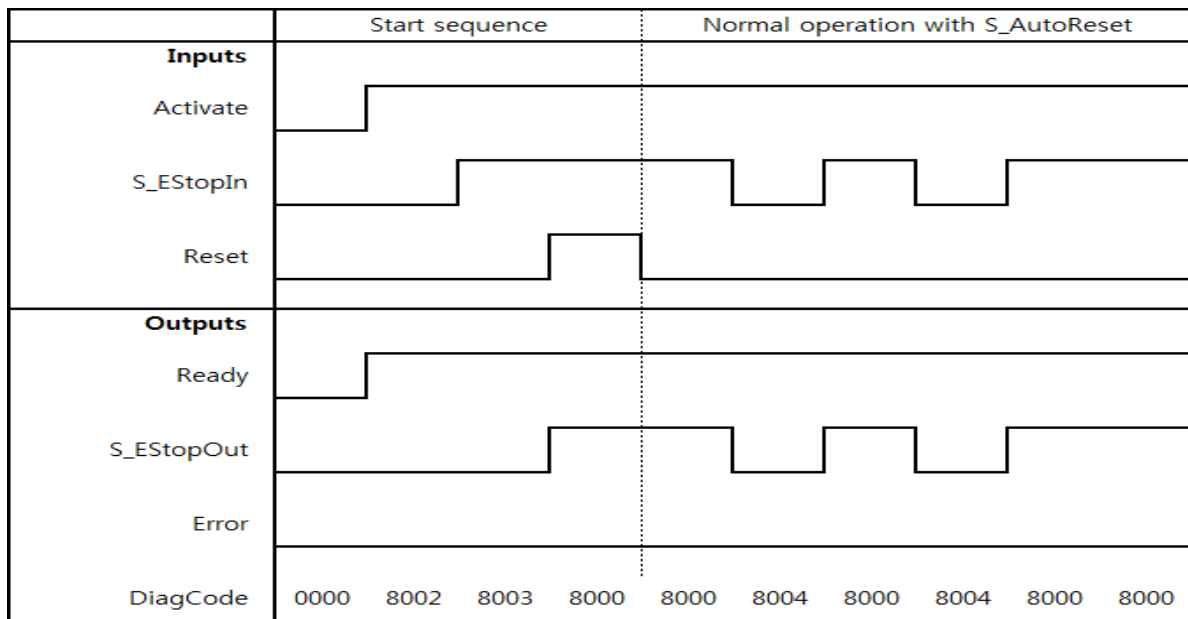 Start sequence Normal operation with S_AutoReset
Inputs
Activate
S_EStopIn
Reset
Outputs
Ready
S_EStopOut
Error
DiagCode 0000 8002 8003 8000 8000 8004 8000 8004 8000 8000